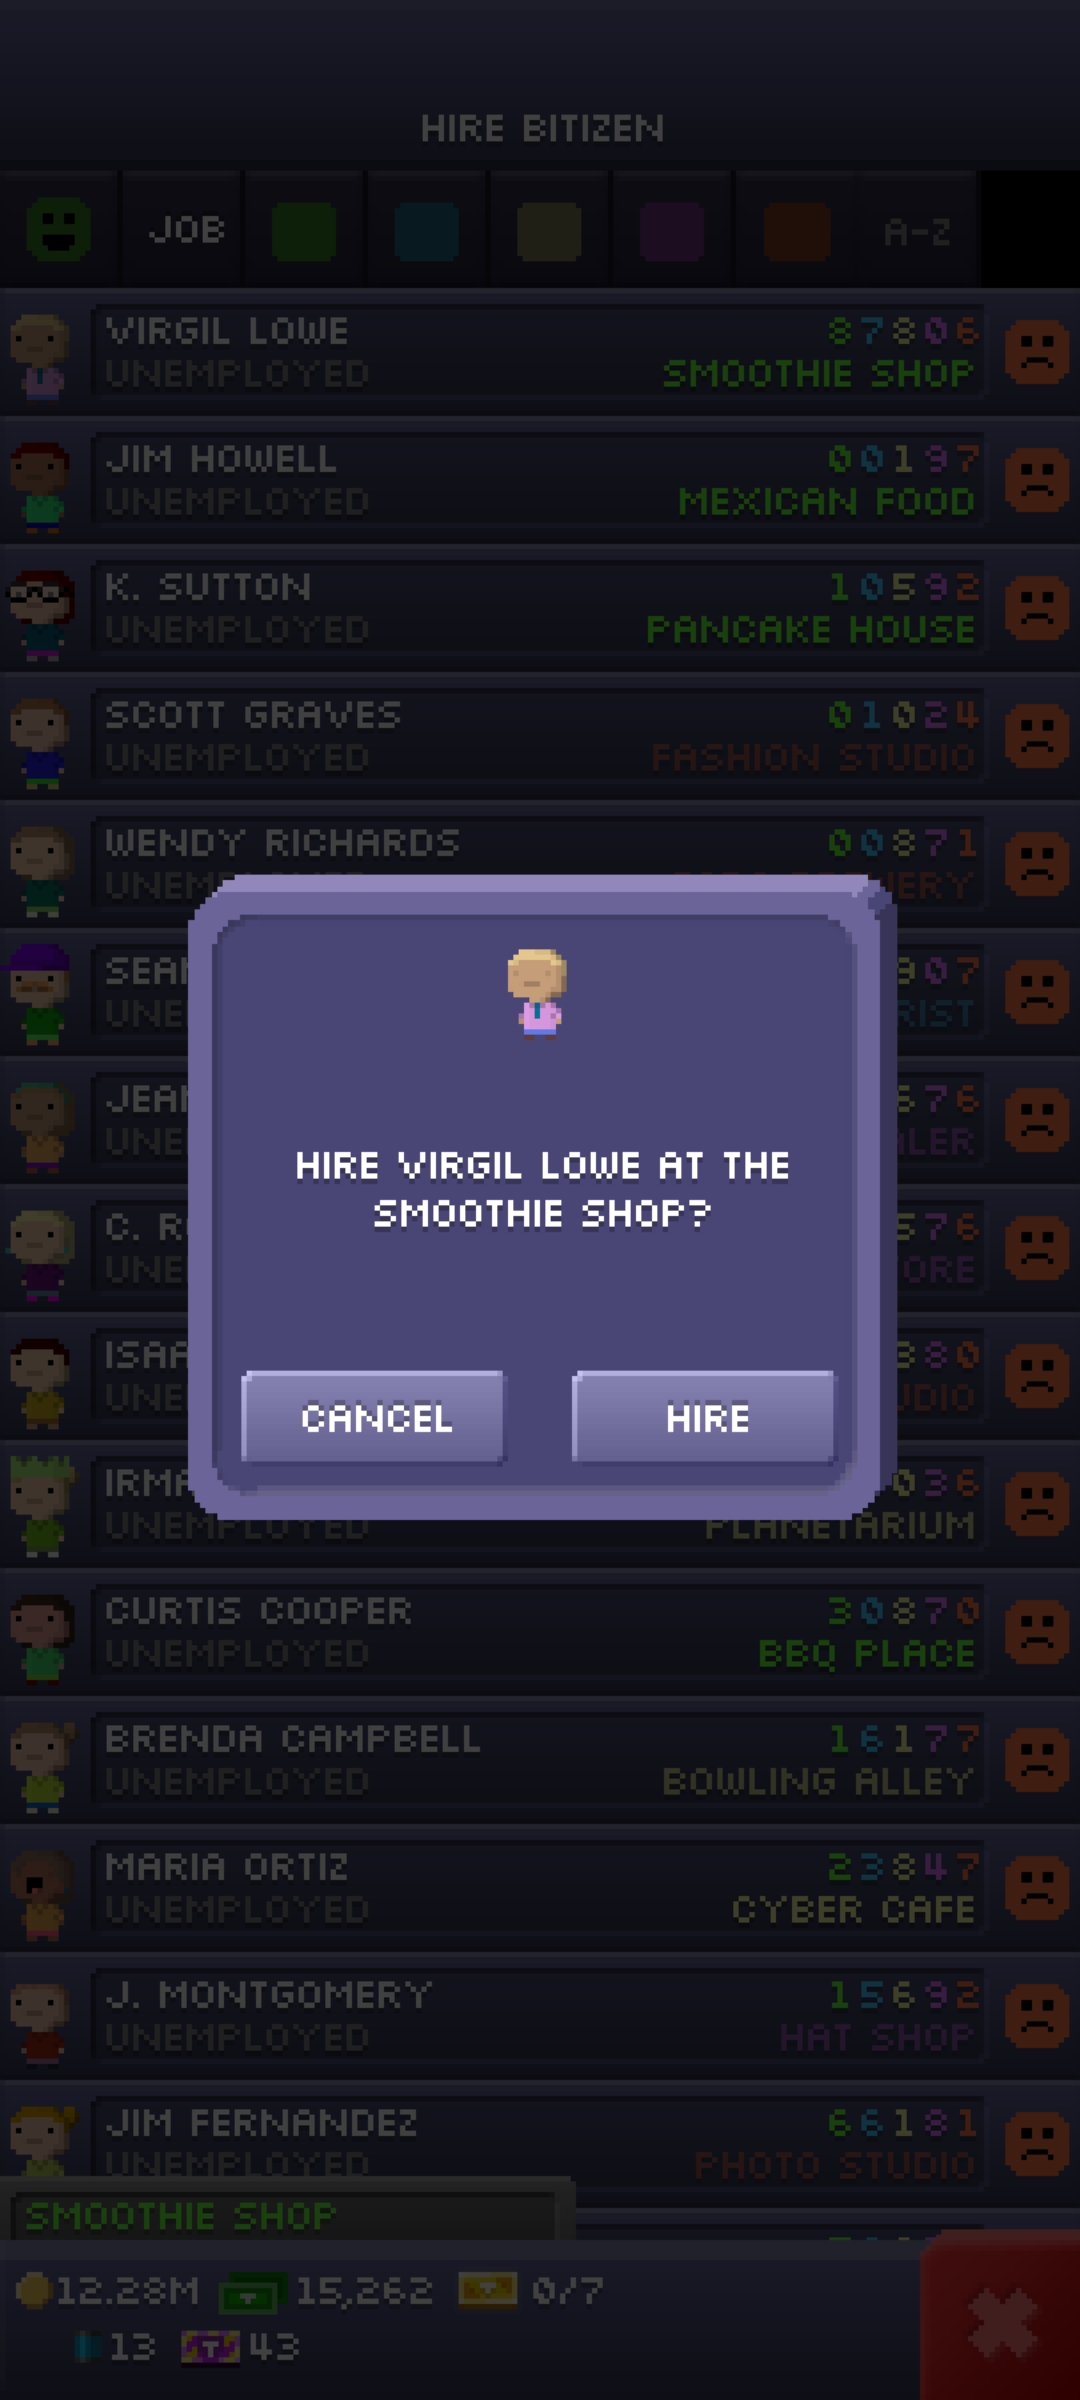 HIRE BITIZEN
JOB
A-Z
VIRGIL LOWE 87806
UNEMPLOYED SMOOTHIE SHOP
JIM HOWELL 00197
UNEMPLOYED MEXICAN FOOD
K. SUTTON 10592
UNEMPLOYED PANCAKE HOUSE
SCOTT GRAVES 01024
UNEMPLOYED FASHION STUDIO
WENDY RICHARDS 00871
HIRE VIRGIL LOWE AT THE
SMOOTHIE SHOP?
CANCEL HIRE
UNEMPLOYED PLANETARIUM
CURTIS COOPER 30870
UNEMPLOYED BBQ PLACE
BRENDA CAMPBELL 16177
UNEMPLOYED BOWLING ALLEY
MARIA ORTIZ 23847
UNEMPLOYED CYBER CAFE
J. MONTGOMERY 15692
UNEMPLOYED HAT SHOP
JIM FERNANDEZ 66181
UNEMPLOYED PHOTO STUDIO
SMOOTHIE SHOP
12.28M 15,262 0/7
13 43